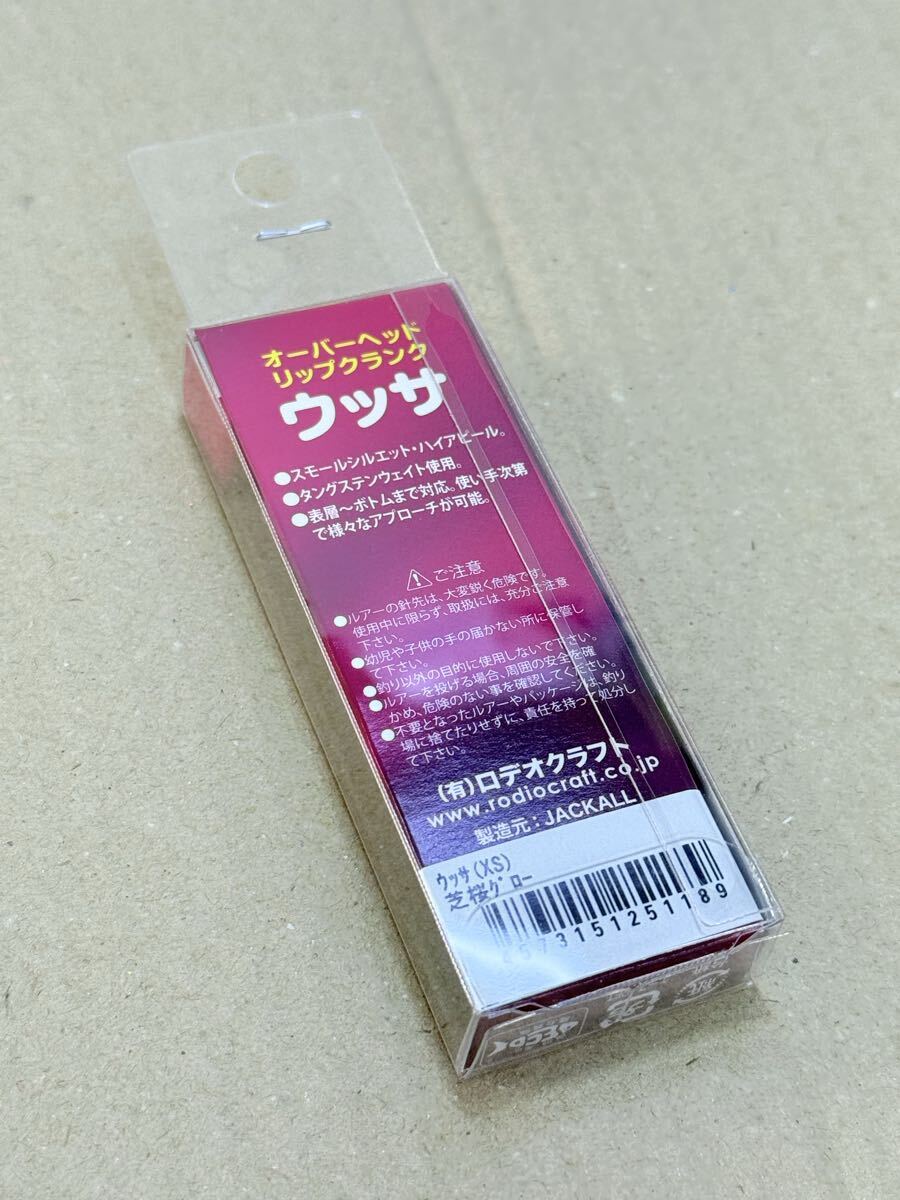 オーバーヘッド
リップクランク
ウッサ
●スモールシルエット・ハイアピール。
●タングステンウェイト使用。
●表層～ボトムまで対応。使い手次第
で様々なアプローチが可能。
ご注意
●ルアーの針先は、大変鋭く危険です。
使用中に限らず、取扱には、充分ご注意
下さい。
●幼児や子供の手の届かない所に保管し
て下さい。
●釣り以外の目的に使用しないで下さい。
●ルアーを投げる場合、周囲の安全を確
かめ、危険のない事を確認してください。
●不要となったルアーやパッケージは、釣り
場に捨てたりせずに、責任を持って処分し
て下さい。
(有)ロデオクラフト
www.rodiocraft.co.jp
製造元：JACKALL
ウッサ(XS)
芝桜グロー
73151251189